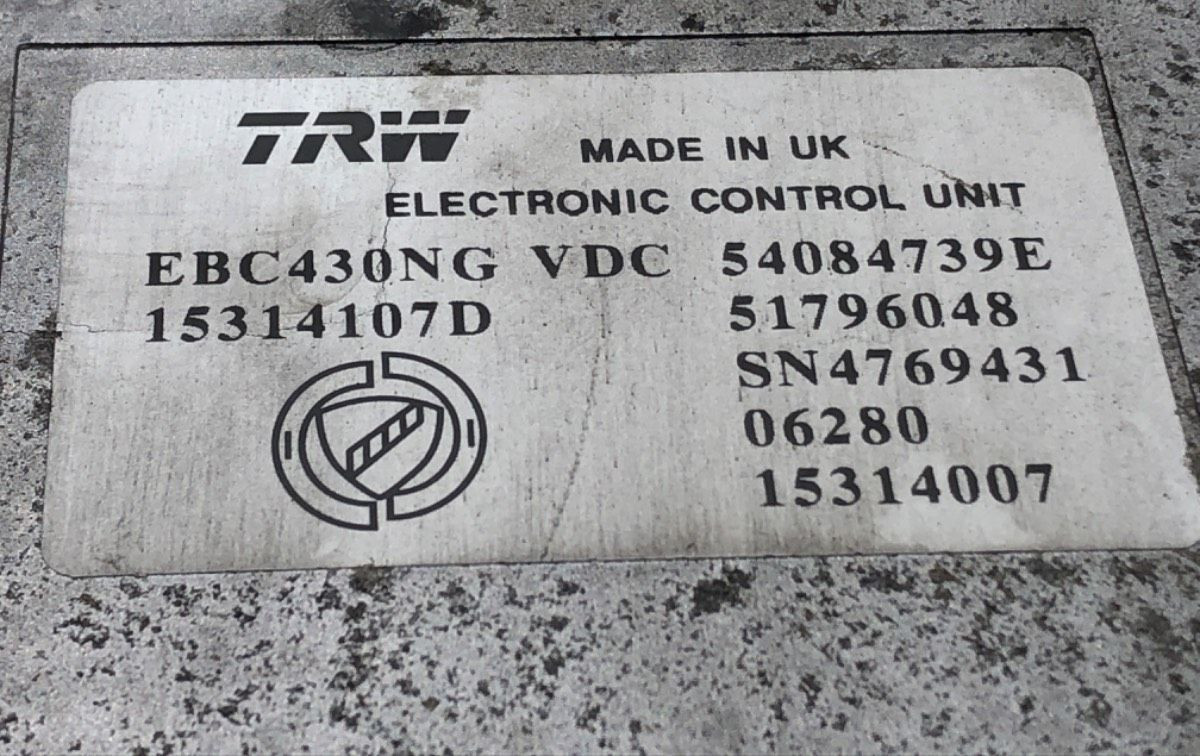 TRW MADE IN UK
ELECTRONIC CONTROL UNIT
EBC430NG VDC 54084739E
15314107D 51796048
SN4769431
06280
15314007